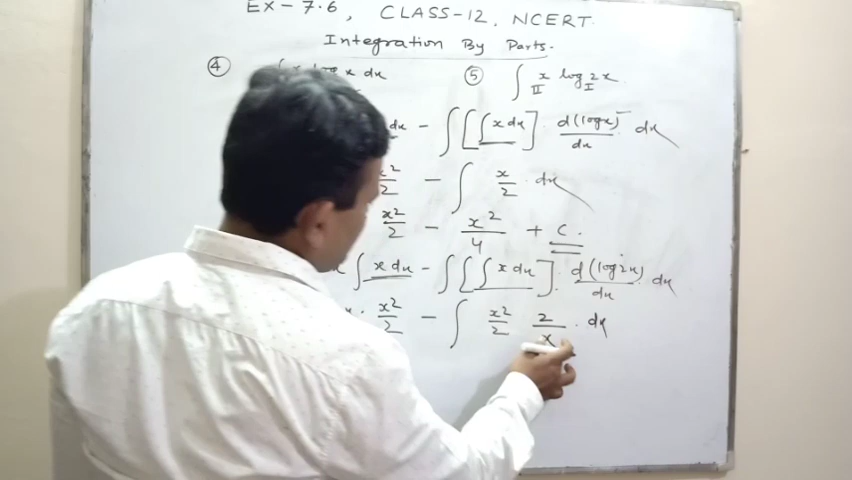 EX - 7.6, CLASS-12, NCERT.
Integration By Parts.
④ x dx ⑤ ∫ x log 2x
II I
dx - ∫ [∫ x dx] . d(log x)/dx . dx
x²/2 - ∫ x/2 . dx
x²/2 - x²/4 + C.
∫ x dx - ∫ [∫ x dx] . d(log 2x)/dx . dx
. x²/2 - ∫ x²/2 2/x . dx